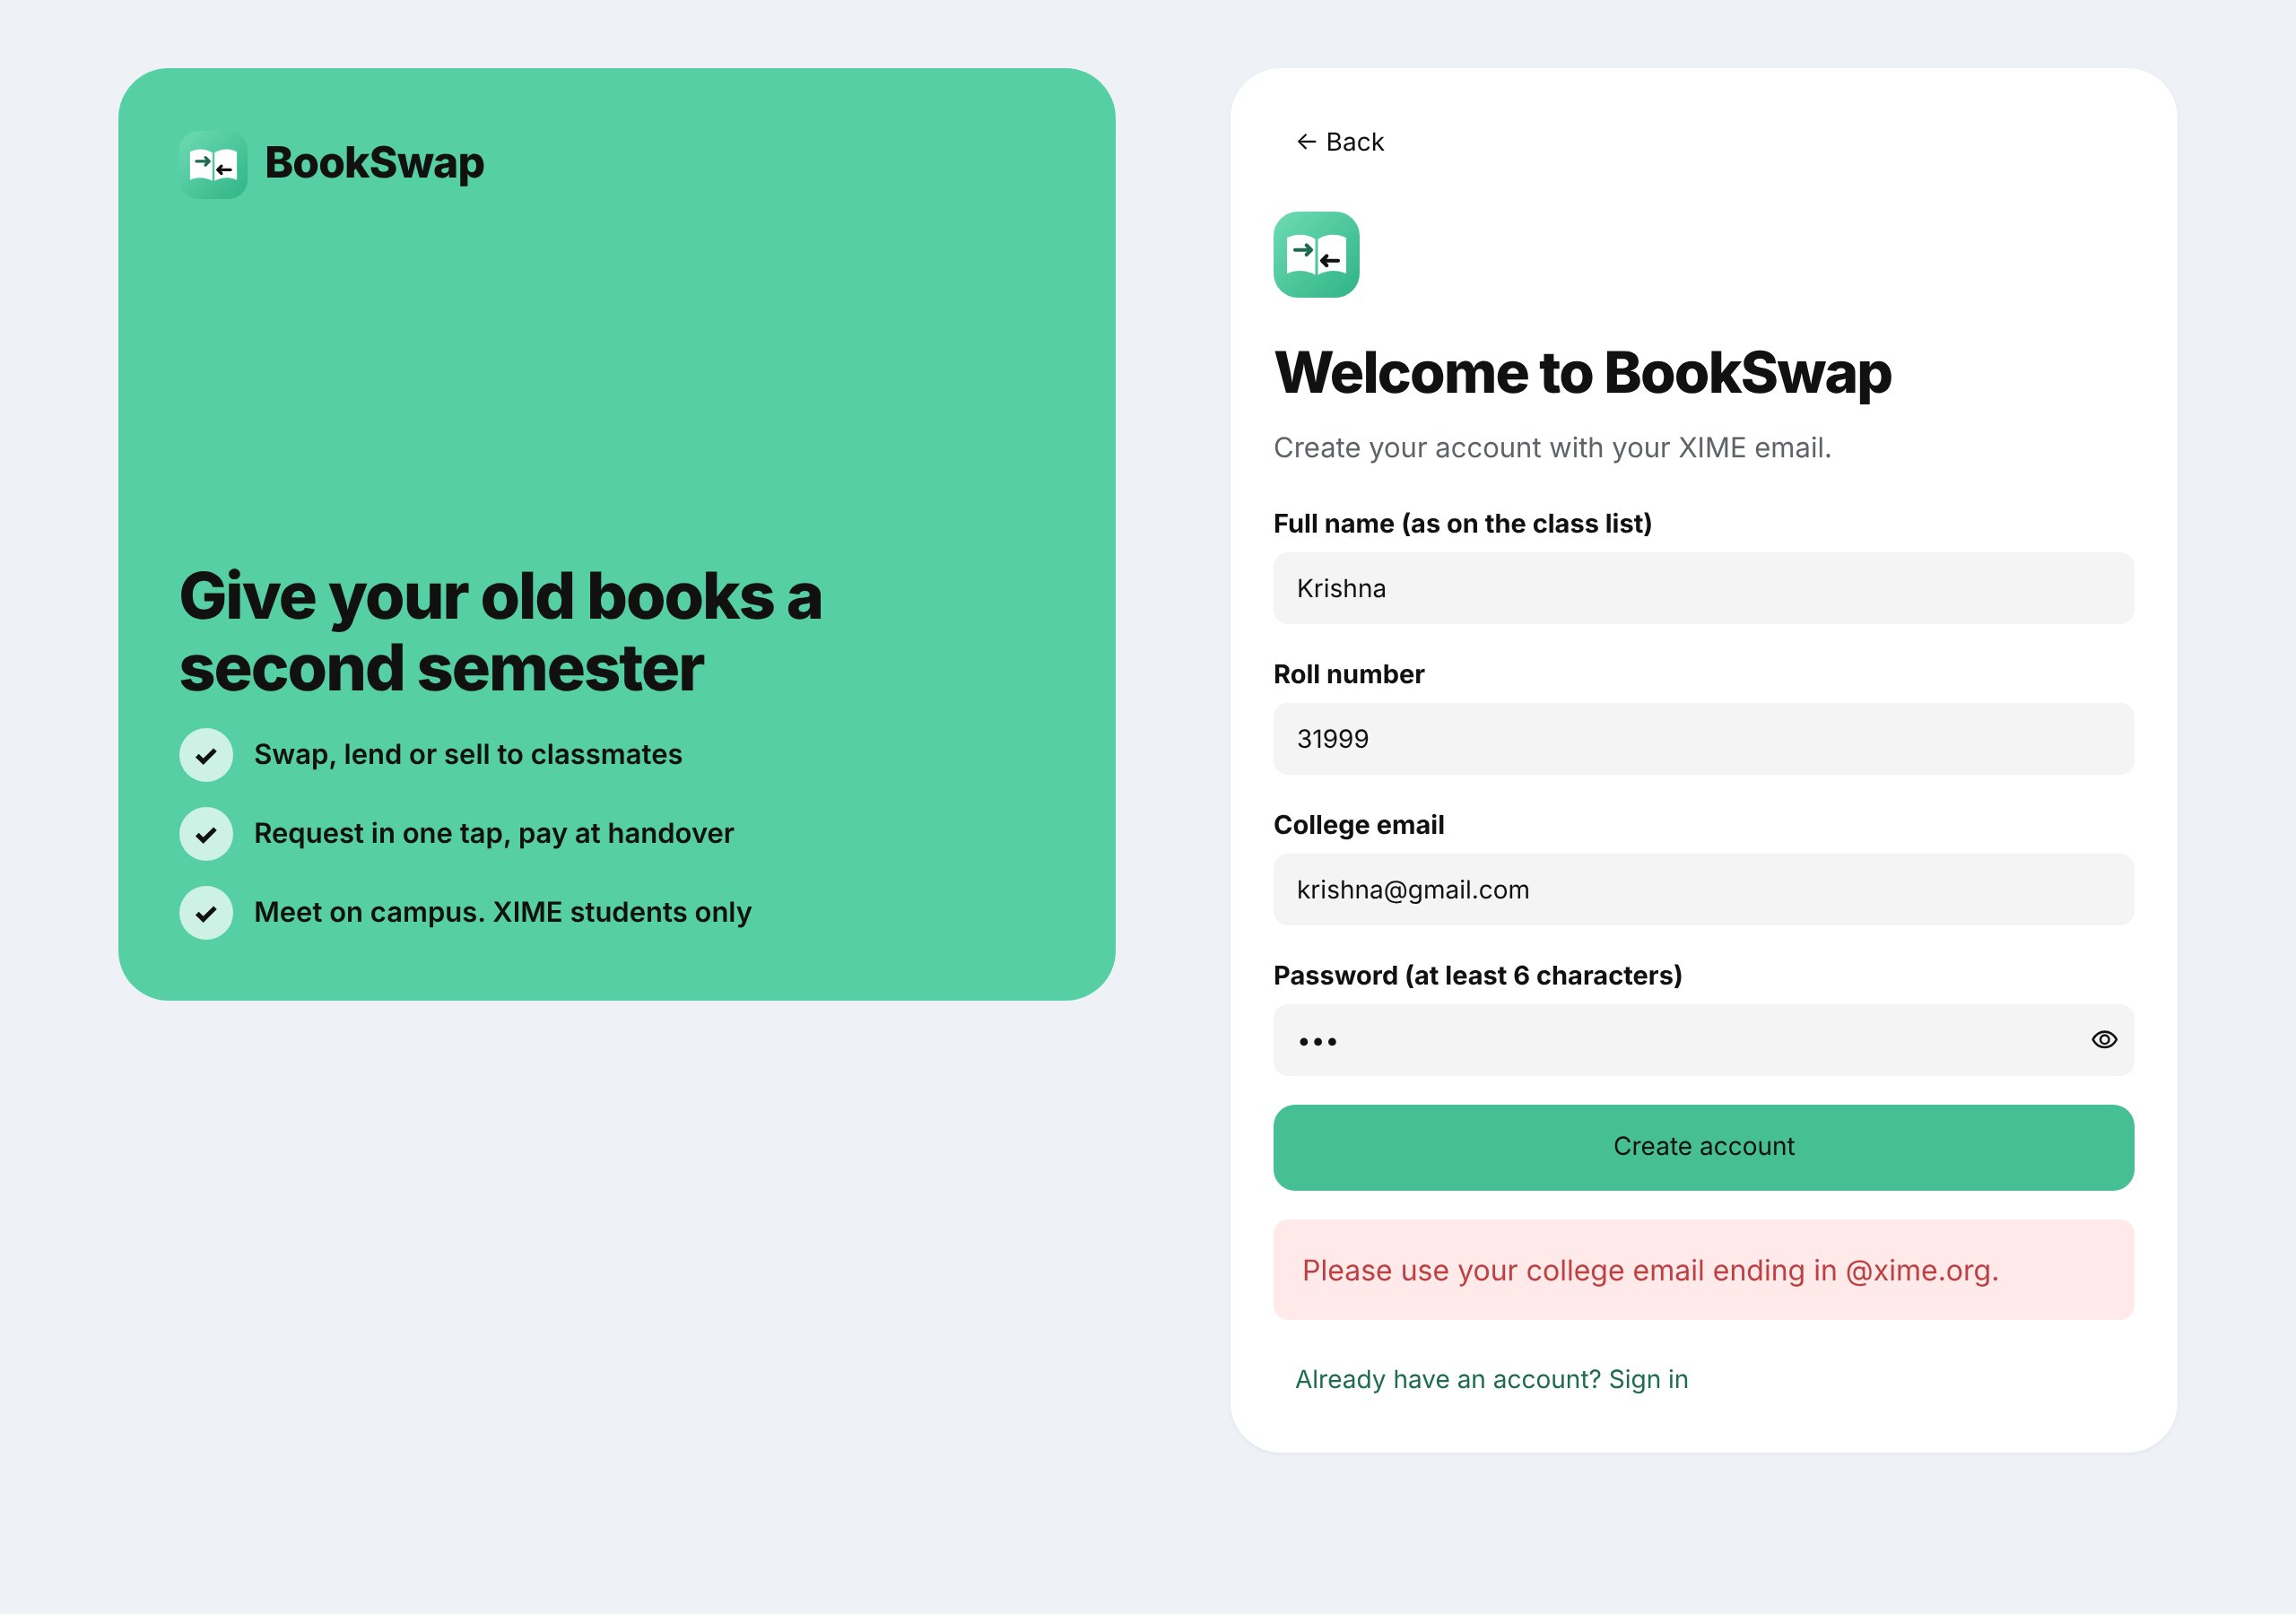 BookSwap
Give your old books a
second semester
Swap, lend or sell to classmates
Request in one tap, pay at handover
Meet on campus. XIME students only
← Back
Welcome to BookSwap
Create your account with your XIME email.
Full name (as on the class list)
Krishna
Roll number
31999
College email
krishna@gmail.com
Password (at least 6 characters)
•••
Create account
Please use your college email ending in @xime.org.
Already have an account? Sign in